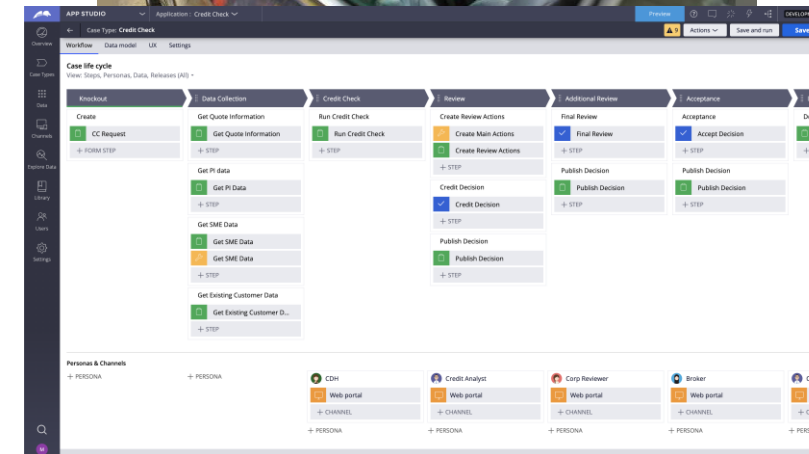 APP STUDIO
Application : Credit Check
Preview
DEVELOP
Case Type: Credit Check
9
Actions
Save and run
Save
Workflow
Data model
UX
Settings
Overview
Case Types
Data
Channels
Explore Data
Library
Users
Settings
Case life cycle
View: Steps, Personas, Data, Releases (All)
Knockout
Data Collection
Credit Check
Review
Additional Review
Acceptance
Create
CC Request
+ FORM STEP
Get Quote Information
Get Quote Information
+ STEP
Get PI data
Get PI Data
+ STEP
Get SME Data
Get SME Data
Get SME Data
+ STEP
Get Existing Customer Data
Get Existing Customer D...
+ STEP
Run Credit Check
Run Credit Check
+ STEP
Create Review Actions
Create Main Actions
Create Review Actions
+ STEP
Credit Decision
Credit Decision
+ STEP
Publish Decision
Publish Decision
+ STEP
Final Review
Final Review
+ STEP
Publish Decision
Publish Decision
+ STEP
Acceptance
Accept Decision
+ STEP
Publish Decision
Publish Decision
+ STEP
Personas & Channels
+ PERSONA
+ PERSONA
CDH
Web portal
+ CHANNEL
+ PERSONA
Credit Analyst
Web portal
+ CHANNEL
+ PERSONA
Corp Reviewer
Web portal
+ CHANNEL
+ PERSONA
Broker
Web portal
+ CHANNEL
+ PERSONA